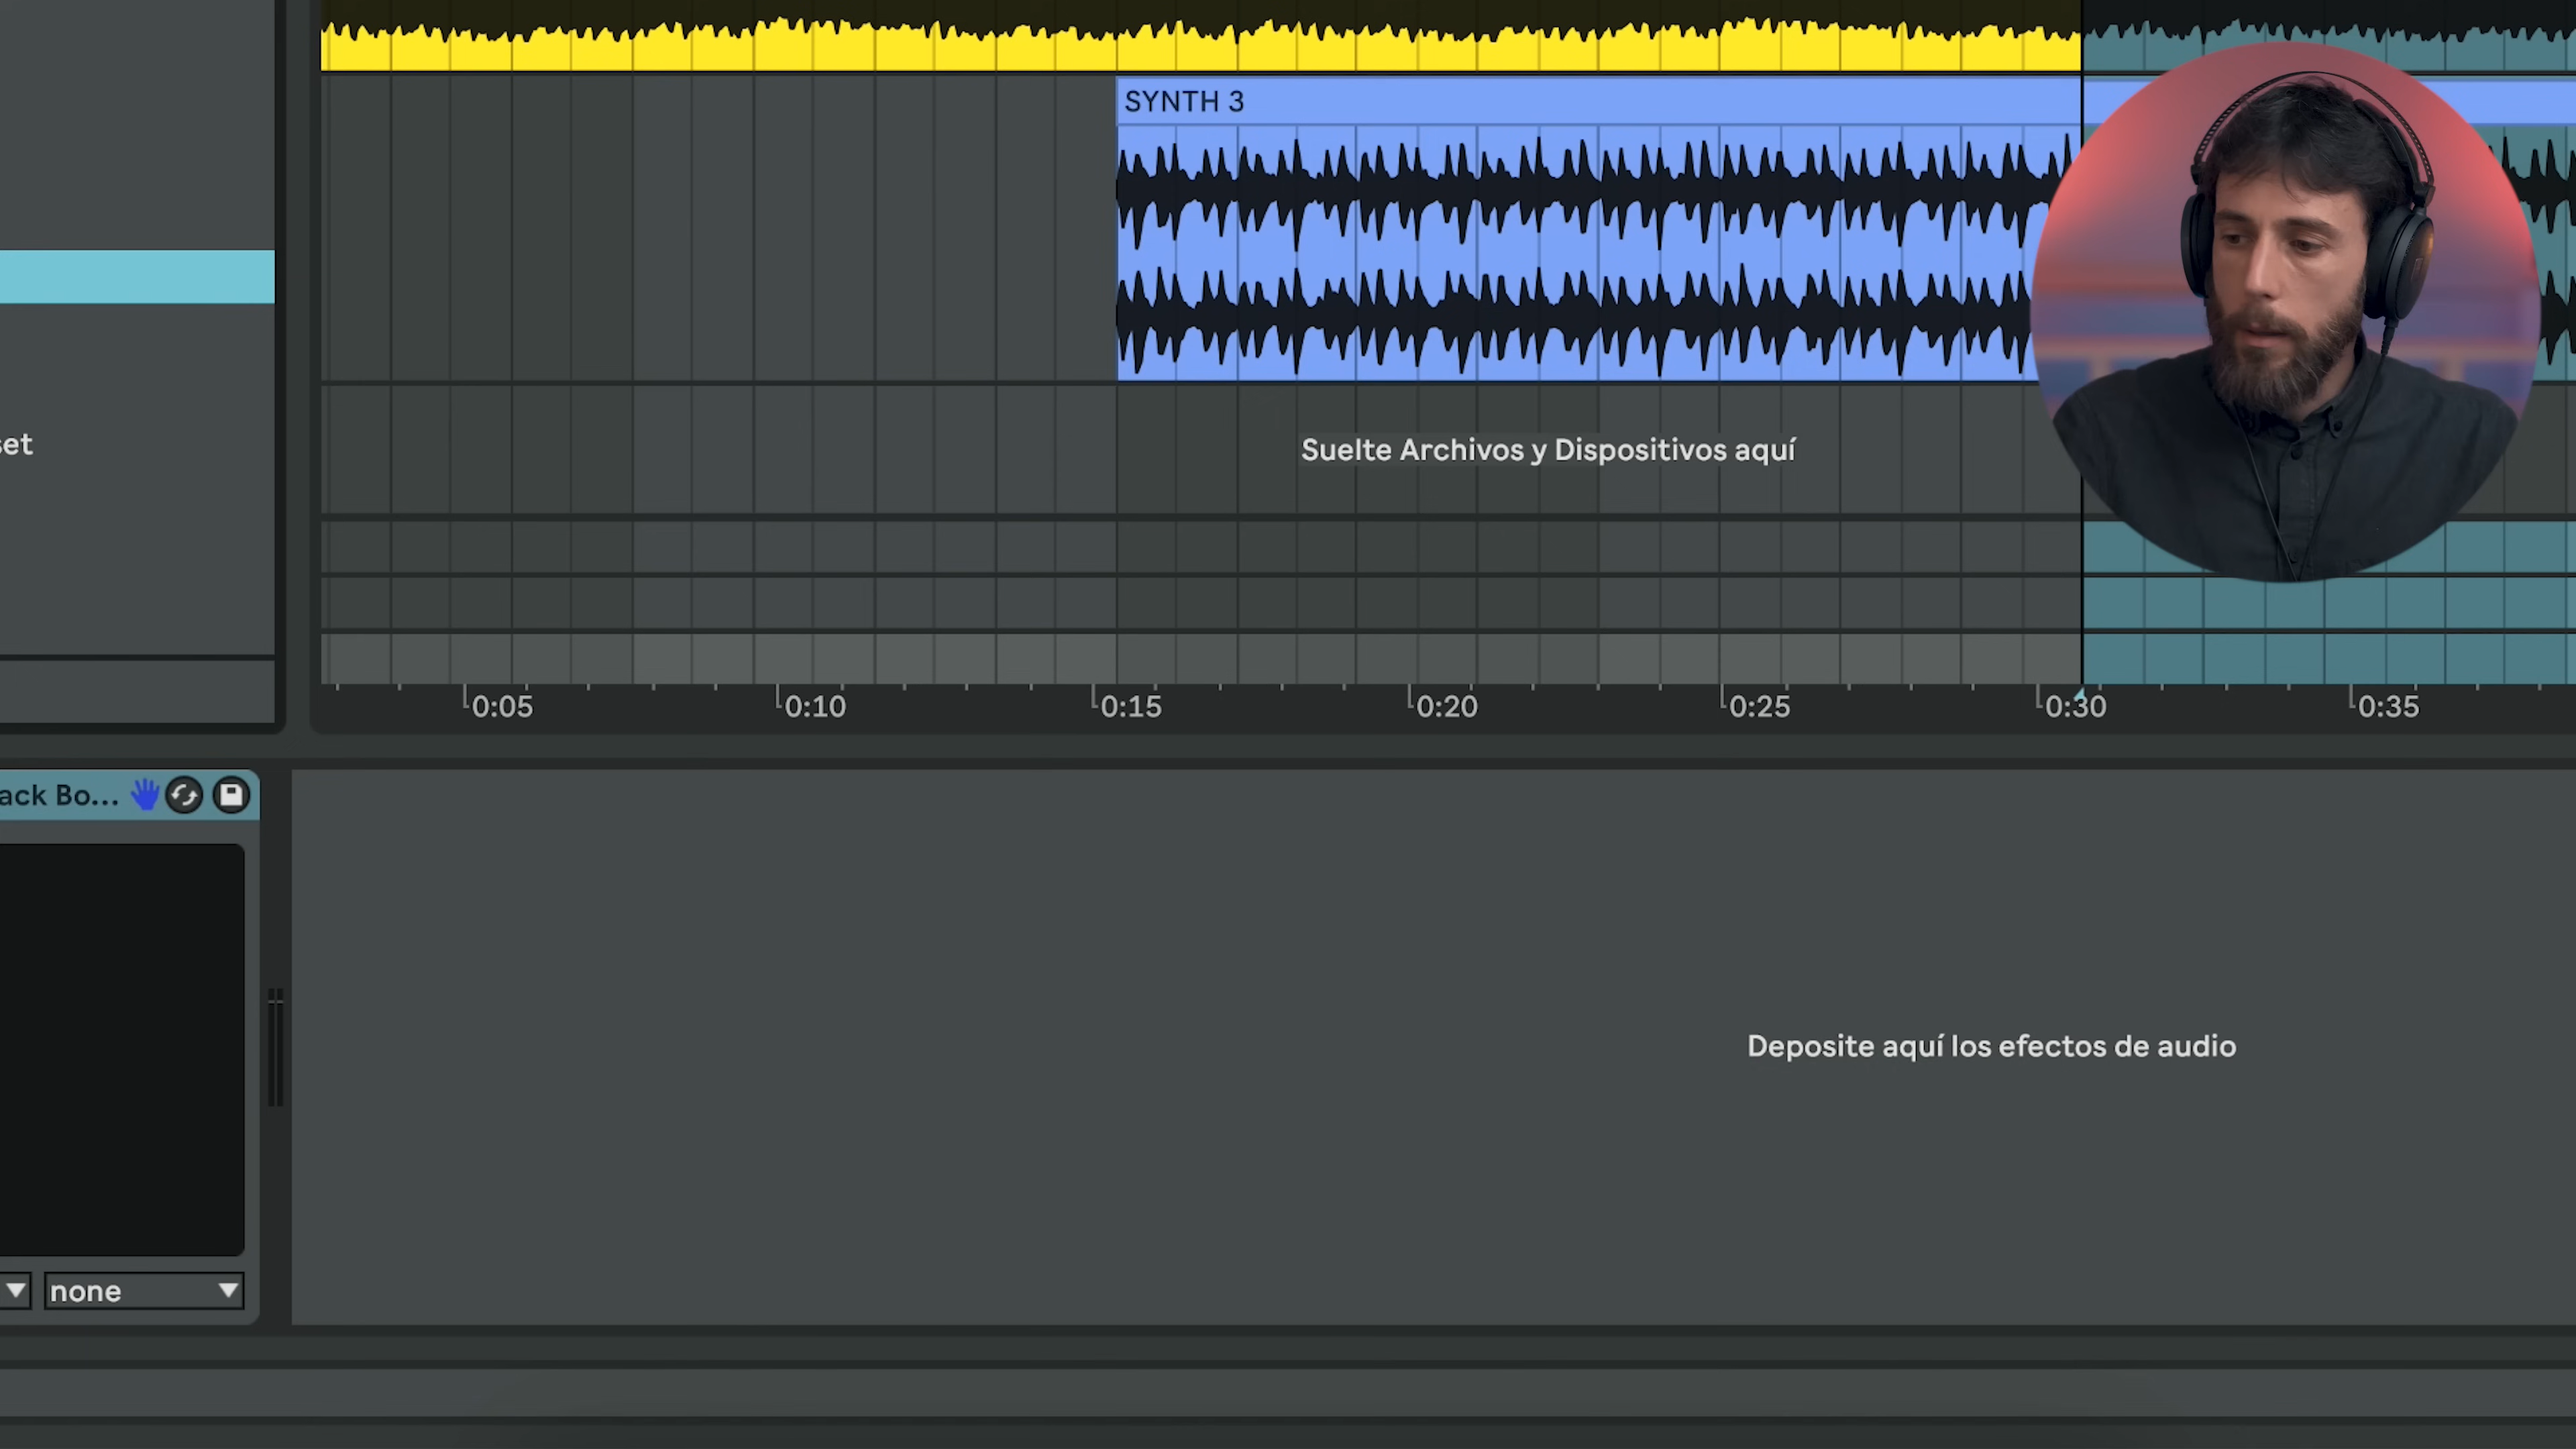 SYNTH 3
set
Suelte Archivos y Dispositivos aquí
0:05
0:10
0:15
0:20
0:25
0:30
0:35
ack Bo...
Deposite aquí los efectos de audio
none